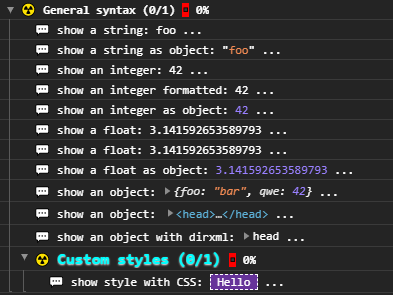 General syntax (0/1) 0%
show a string: foo ...
show a string as object: "foo" ...
show an integer: 42 ...
show an integer formatted: 42 ...
show an integer as object: 42 ...
show a float: 3.141592653589793 ...
show a float: 3.141592653589793 ...
show a float as object: 3.141592653589793 ...
show an object: {foo: "bar", qwe: 42} ...
show an object: <head>…</head> ...
show an object with dirxml: head ...
Custom styles (0/1) 0%
show style with CSS: Hello ...